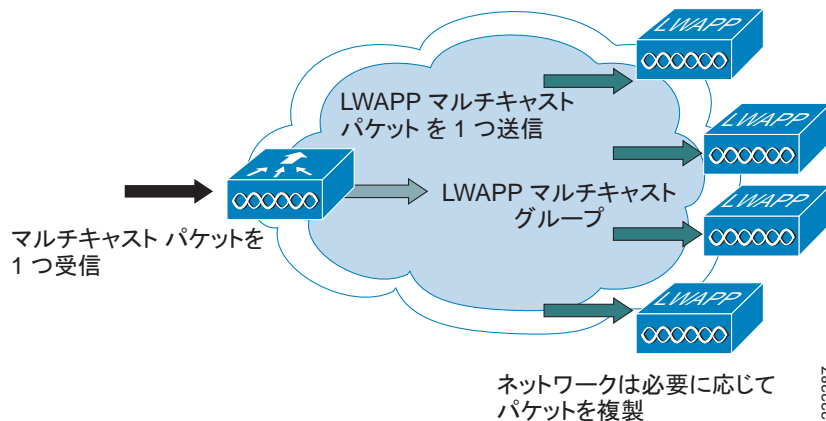 LWAPP
LWAPP マルチキャスト
パケット を 1 つ送信
LWAPP
LWAPP マルチキャスト
グループ
マルチキャスト パケットを
1 つ受信
LWAPP
LWAPP
ネットワークは必要に応じて
パケットを複製